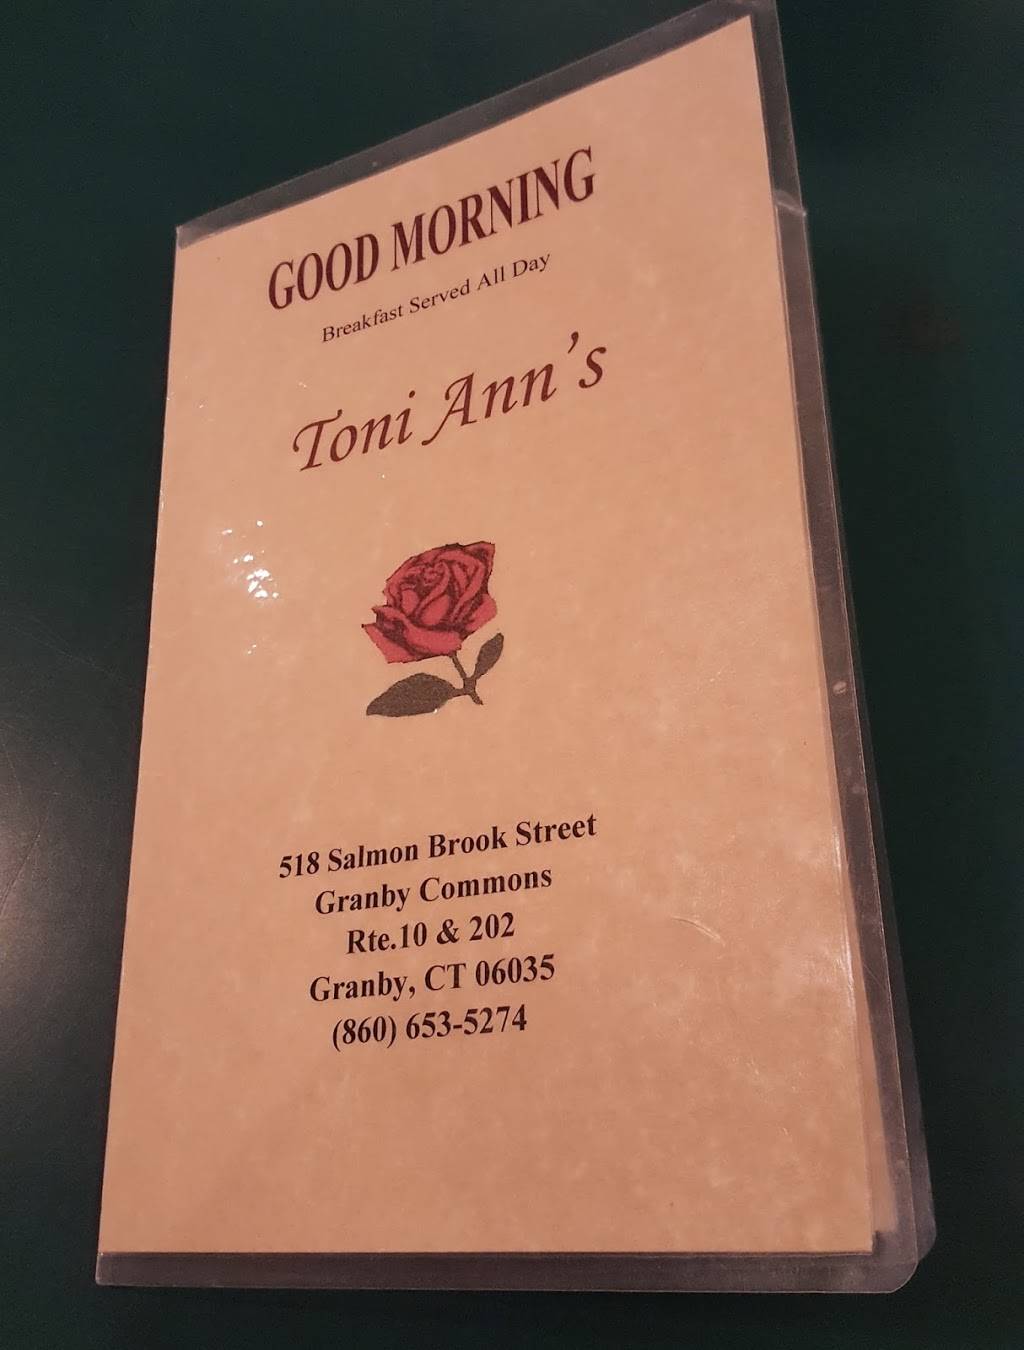 GOOD MORNING
Breakfast Served All Day
Toni Ann's
518 Salmon Brook Street
Granby Commons
Rte.10 & 202
Granby, CT 06035
(860) 653-5274